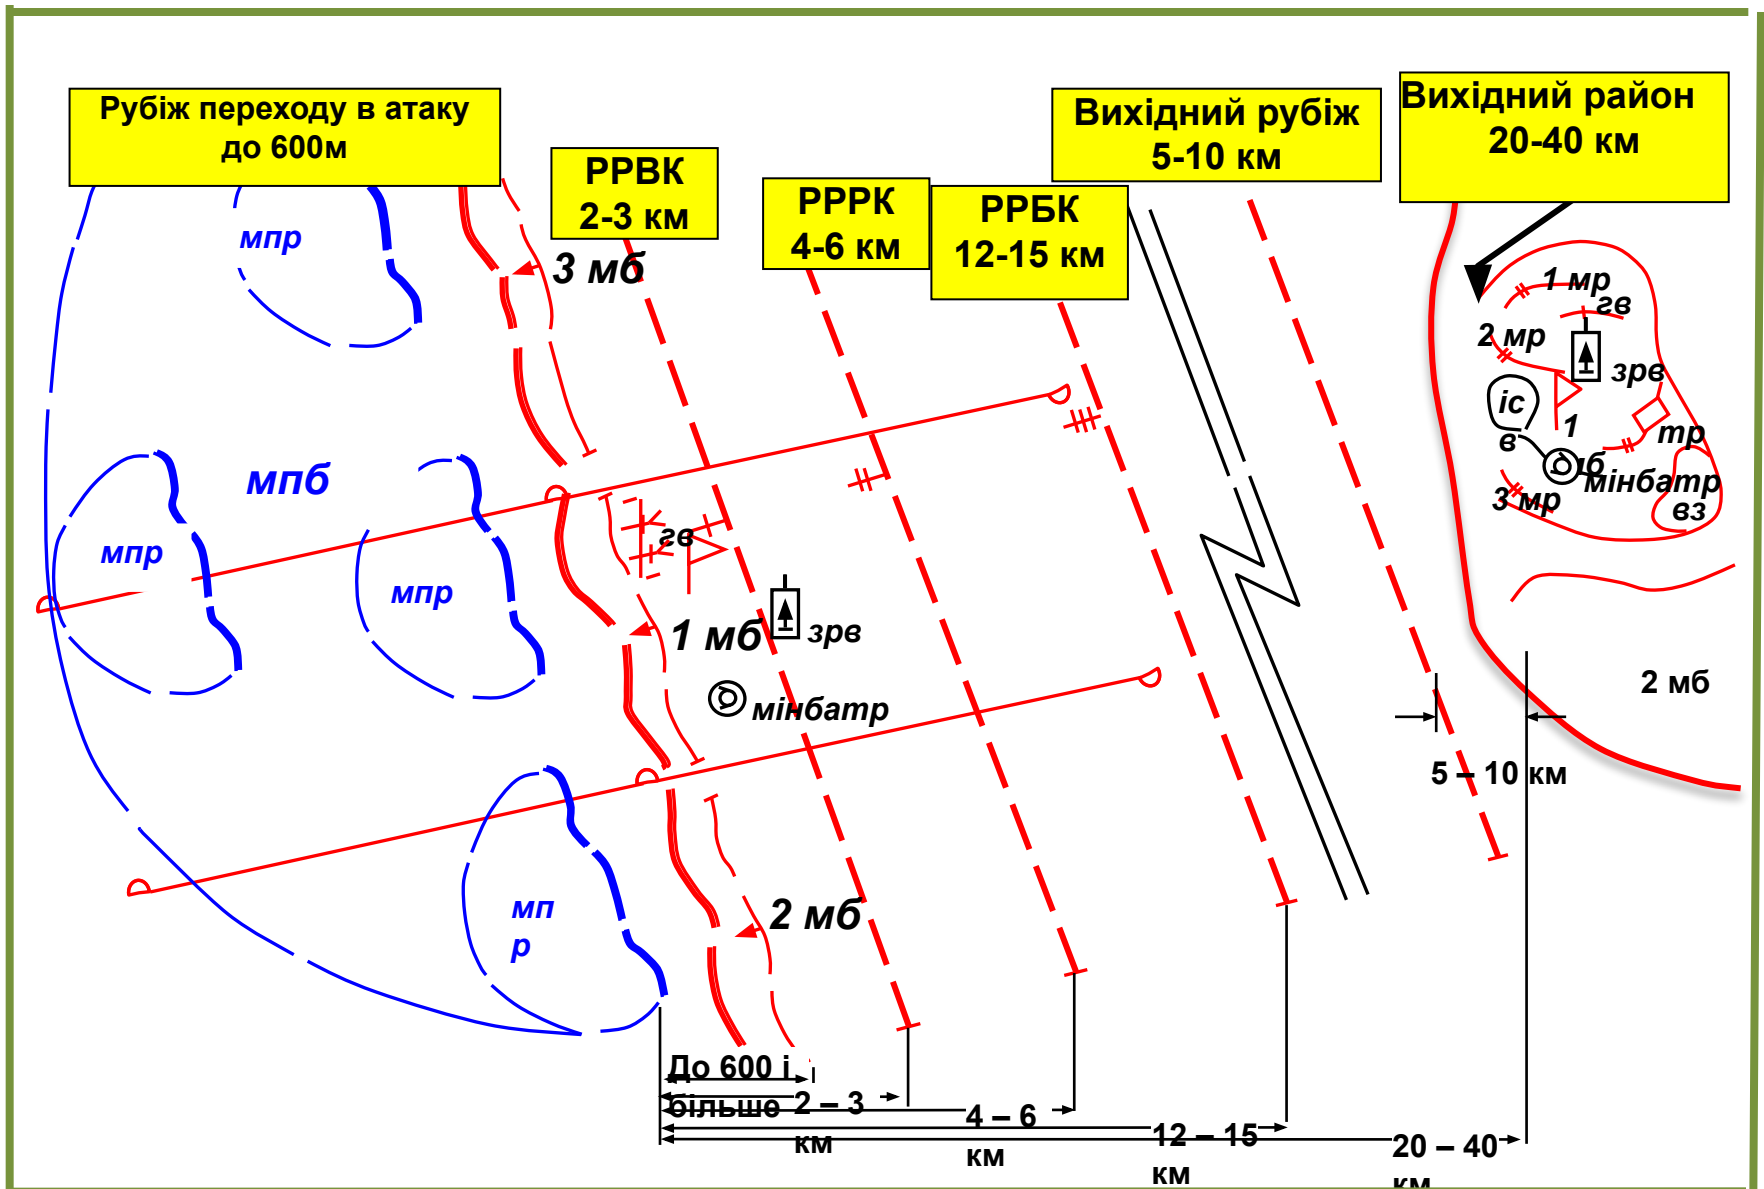 Рубіж переходу в атаку
до 600м
РРВК
2-3 км
РРРК
4-6 км
РРБК
12-15 км
Вихідний рубіж
5-10 км
Вихідний район
20-40 км
мпр
3 мб
мпб
мпр
мпр
гв
1 мб
зрв
мінбатр
мп
р
2 мб
1 мр
гв
2 мр
зрв
іс
в
1
тр
мб
мінбатр
3 мр
вз
2 мб
5 – 10 км
До 600 і
більше
2 – 3
км
4 – 6
км
12 – 15
км
20 – 40
км